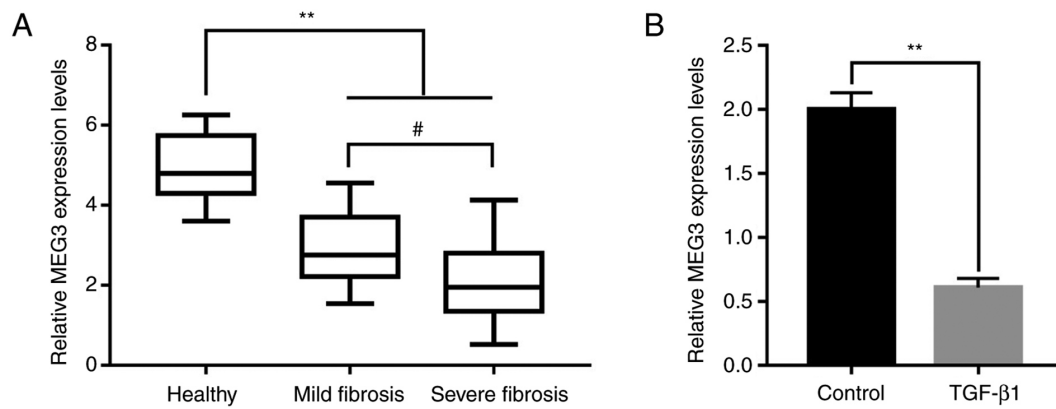 A
Relative MEG3 expression levels
8
6
4
2
0
**
#
Healthy Mild fibrosis Severe fibrosis
B
Relative MEG3 expression levels
2.5
2.0
1.5
1.0
0.5
0.0
**
Control TGF-β1